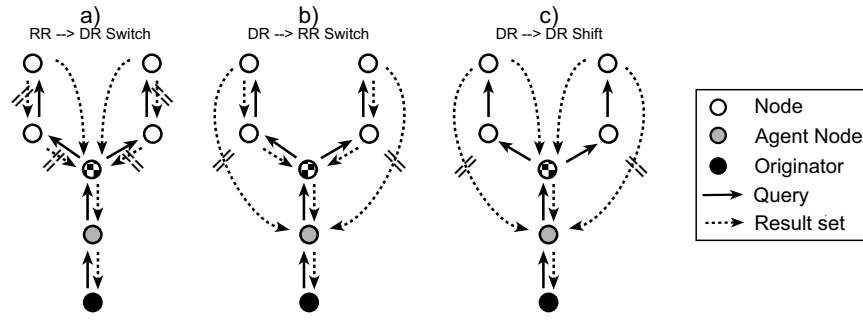 a)
RR --> DR Switch
b)
DR --> RR Switch
c)
DR --> DR Shift
Node
Agent Node
Originator
Query
Result set